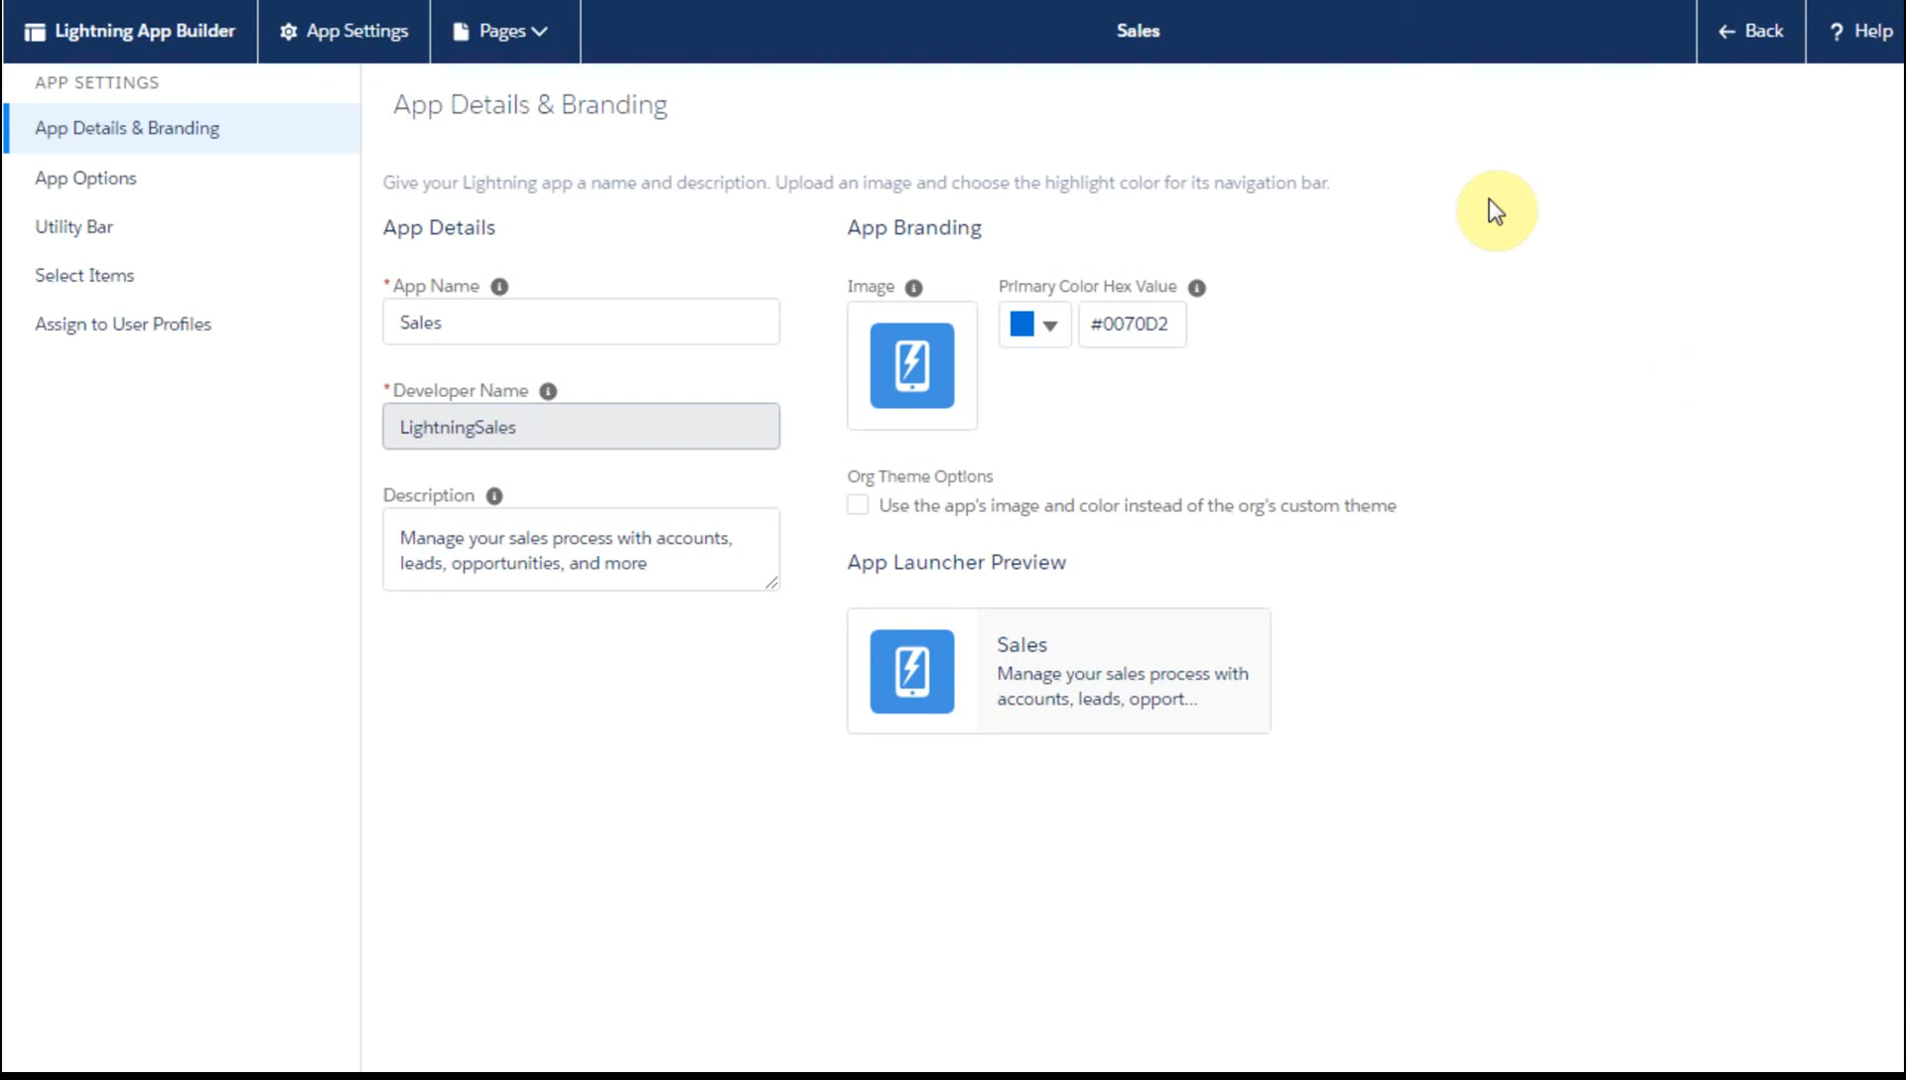 Lightning App Builder
App Settings
Pages
Sales
Back
? Help
APP SETTINGS
App Details & Branding
App Options
Utility Bar
Select Items
Assign to User Profiles
App Details & Branding
Give your Lightning app a name and description. Upload an image and choose the highlight color for its navigation bar.
App Details
*App Name
Sales
*Developer Name
LightningSales
Description
Manage your sales process with accounts,
leads, opportunities, and more
App Branding
Image
Primary Color Hex Value
#0070D2
Org Theme Options
Use the app's image and color instead of the org's custom theme
App Launcher Preview
Sales
Manage your sales process with
accounts, leads, opport...